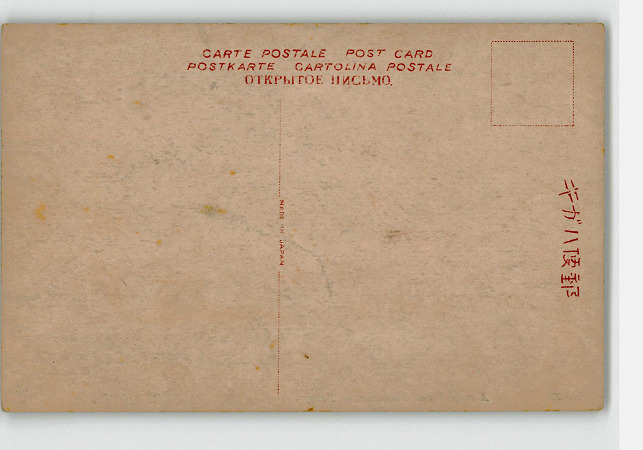 CARTE POSTALE POST CARD
POSTKARTE CARTOLINA POSTALE
ОТКРЫТОЕ ПИСЬМО.
MADE IN JAPAN
郵便ハガキ